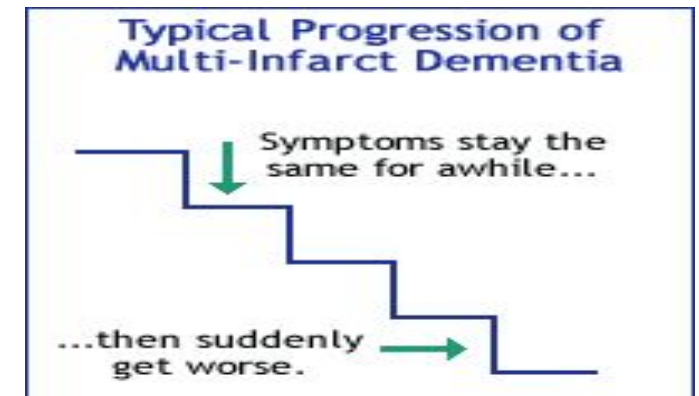 Typical Progression of
Multi-Infarct Dementia
Symptoms stay the
same for awhile...
...then suddenly
get worse.